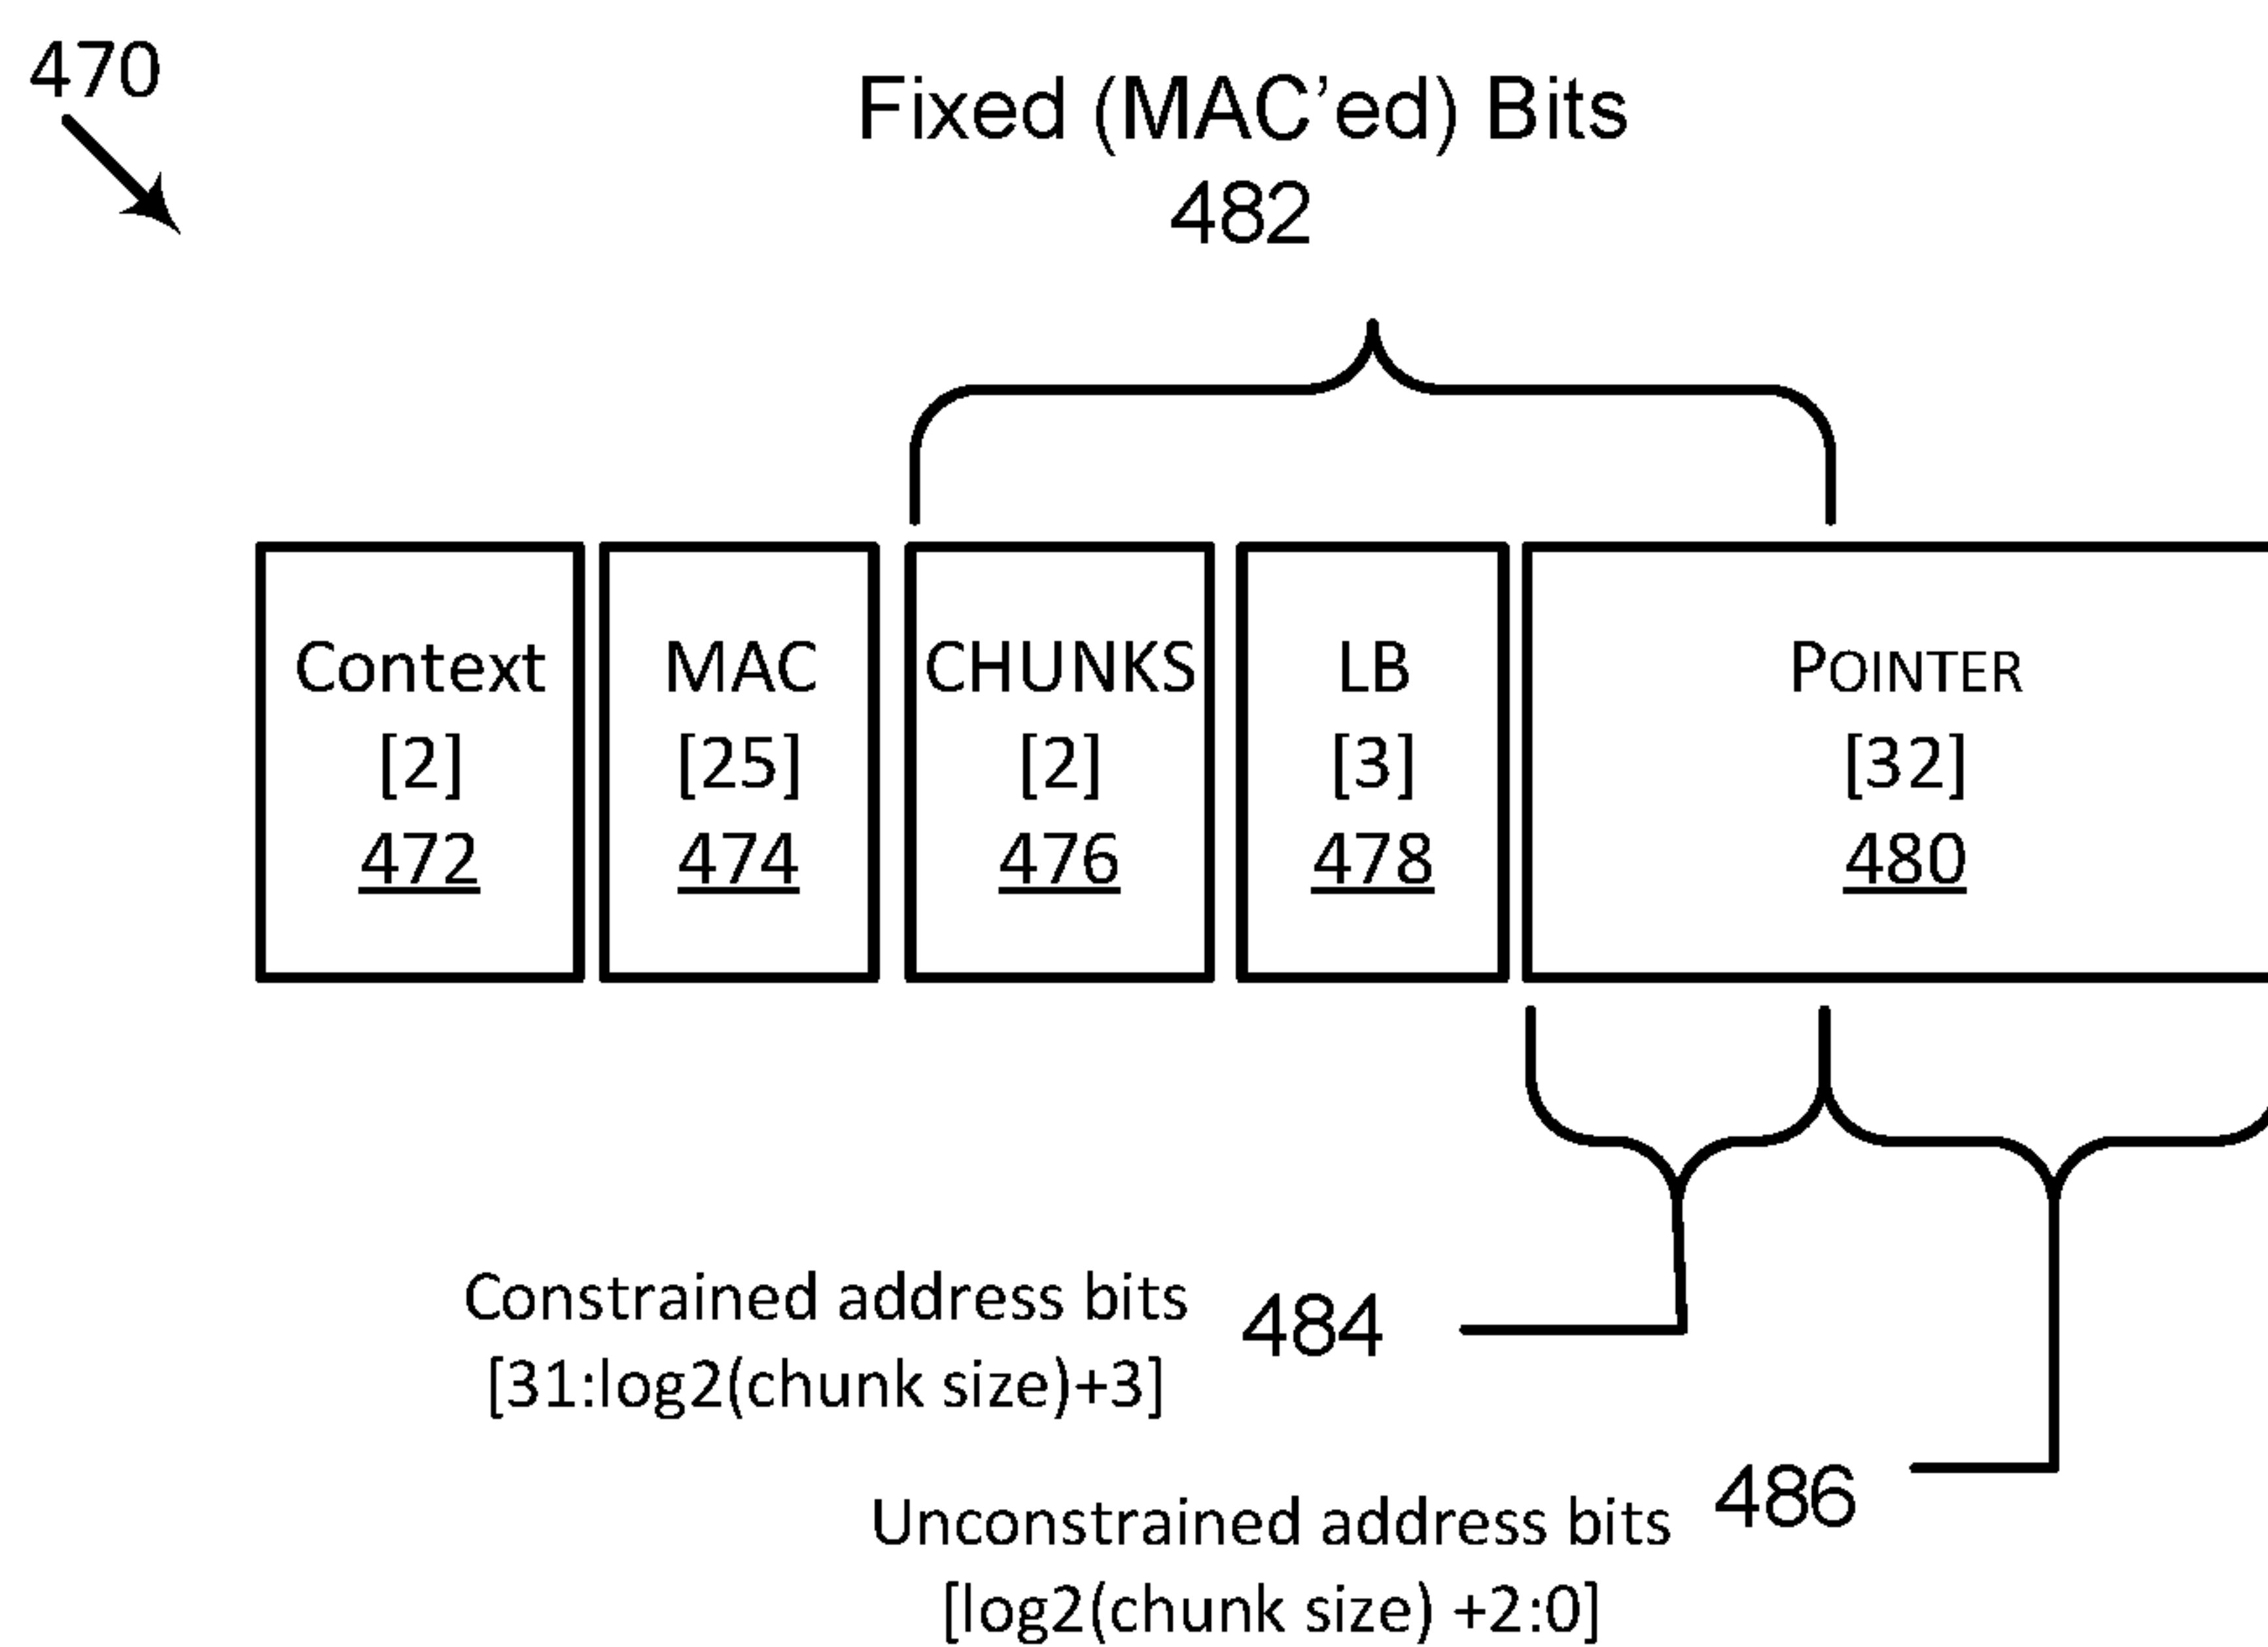 470
Fixed (MAC’ed) Bits
482
Context
[2]
472
MAC
[25]
474
CHUNKS
[2]
476
LB
[3]
478
POINTER
[32]
480
Constrained address bits
[31:log2(chunk size)+3]
484
Unconstrained address bits
[log2(chunk size) +2:0]
486